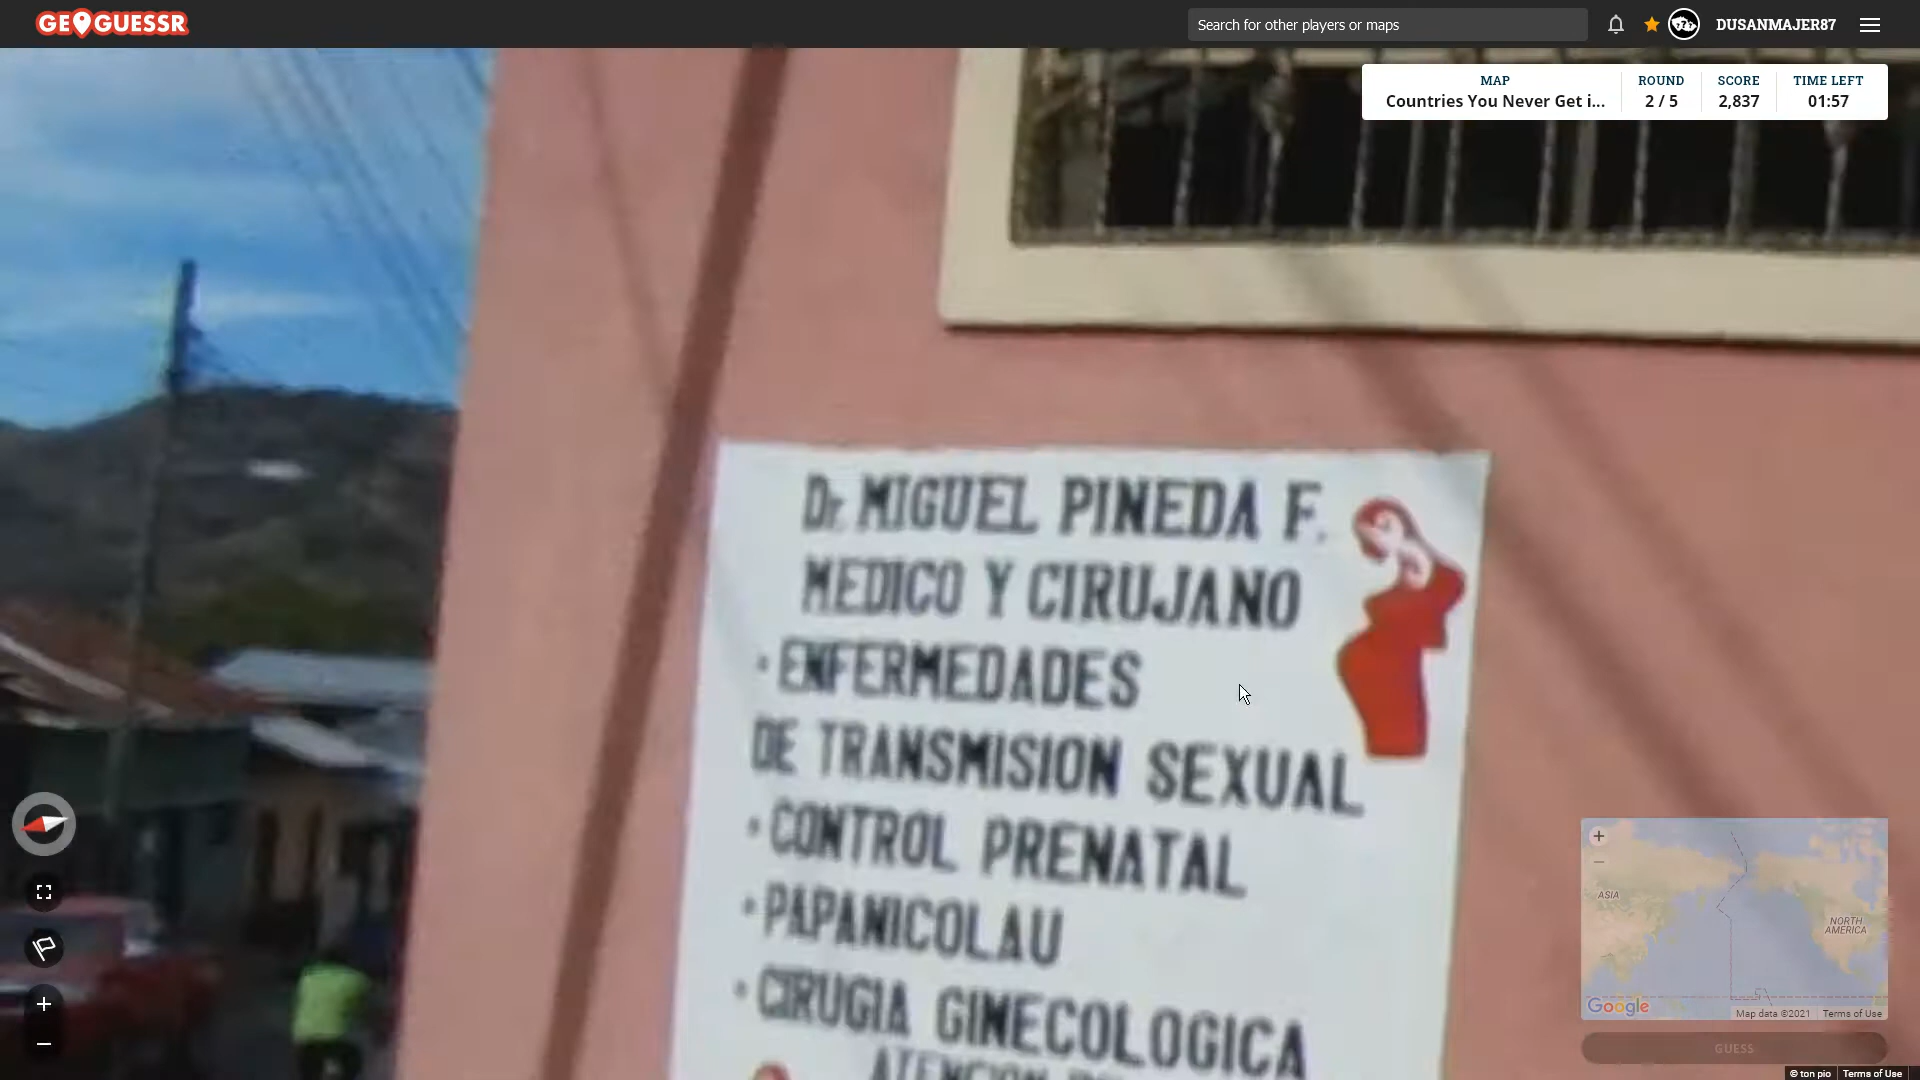 GEOGUESSR
Search for other players or maps
DUSANMAJER87
MAP
Countries You Never Get i...
ROUND
2 / 5
SCORE
2,837
TIME LEFT
01:57
Dr. MIGUEL PINEDA F.
MEDICO Y CIRUJANO
• ENFERMEDADES
DE TRANSMISION SEXUAL
• CONTROL PRENATAL
• PAPANICOLAU
• CIRUGIA GINECOLOGICA
ATENCION
ASIA
NORTH
AMERICA
Google
Map data ©2021
Terms of Use
GUESS
© ton pio
Terms of Use